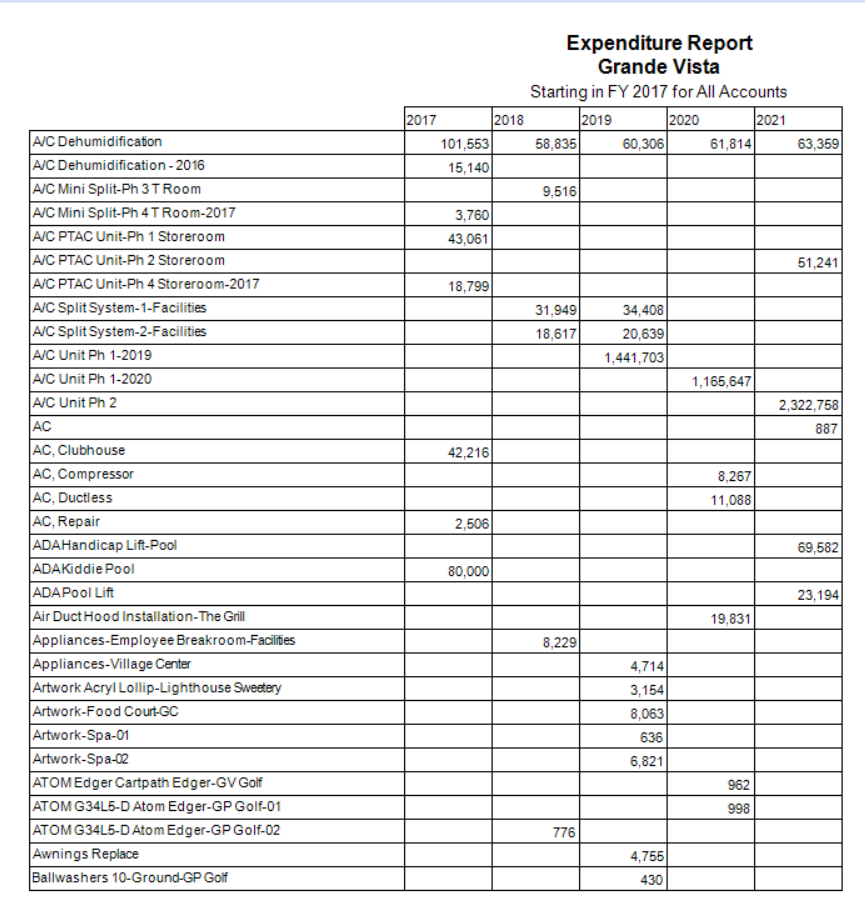 Expenditure Report
Grande Vista
Starting in FY 2017 for All Accounts
2017 2018 2019 2020 2021
A/C Dehumidification 101,553 58,835 60,306 61,814 63,359
A/C Dehumidification - 2016 15,140
A/C Mini Split-Ph 3 T Room 9,516
A/C Mini Split-Ph 4 T Room-2017 3,760
A/C PTAC Unit-Ph 1 Storeroom 43,061
A/C PTAC Unit-Ph 2 Storeroom 51,241
A/C PTAC Unit-Ph 4 Storeroom-2017 18,799
A/C Split System-1-Facilities 31,949 34,408
A/C Split System-2-Facilities 18,617 20,639
A/C Unit Ph 1-2019 1,441,703
A/C Unit Ph 1-2020 1,165,647
A/C Unit Ph 2 2,322,758
AC 887
AC, Clubhouse 42,216
AC, Compressor 8,267
AC, Ductless 11,088
AC, Repair 2,506
ADA Handicap Lift-Pool 69,582
ADA Kiddie Pool 80,000
ADA Pool Lift 23,194
Air Duct Hood Installation-The Grill 19,831
Appliances-Employee Breakroom-Facilities 8,229
Appliances-Village Center 4,714
Artwork Acryl Lollip-Lighthouse Sweetery 3,154
Artwork-Food Court-GC 8,063
Artwork-Spa-01 636
Artwork-Spa-02 6,821
ATOM Edger Cartpath Edger-GV Golf 962
ATOM G34L5-D Atom Edger-GP Golf-01 998
ATOM G34L5-D Atom Edger-GP Golf-02 776
Awnings Replace 4,755
Ballwashers 10-Ground-GP Golf 430